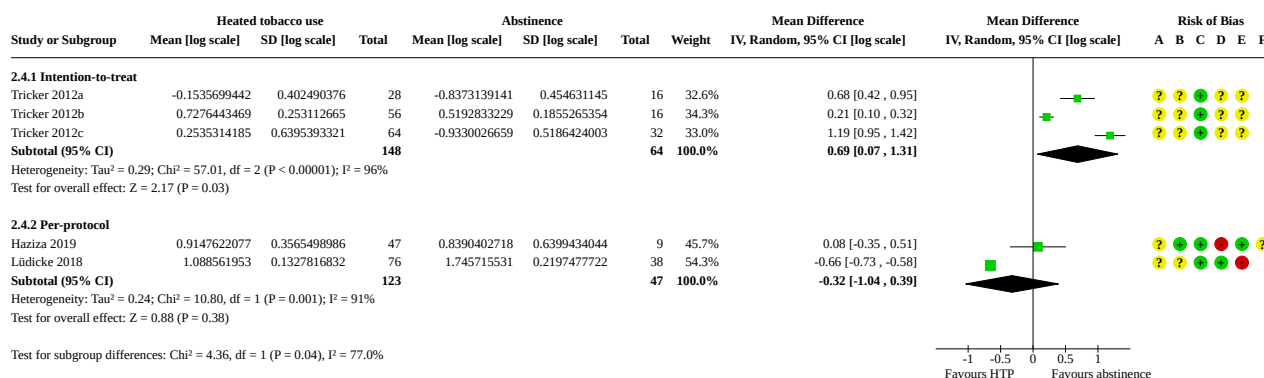 Heated tobacco use Abstinence Mean Difference Mean Difference Risk of Bias
Study or Subgroup Mean [log scale] SD [log scale] Total Mean [log scale] SD [log scale] Total Weight IV, Random, 95% CI [log scale] IV, Random, 95% CI [log scale] A B C D E F
2.4.1 Intention-to-treat
Tricker 2012a -0.1535699442 0.402490376 28 -0.8373139141 0.454631145 16 32.6% 0.68 [0.42 , 0.95] ? ? + ? ?
Tricker 2012b 0.7276443469 0.253112665 56 0.5192833229 0.1855265354 16 34.3% 0.21 [0.10 , 0.32] ? ? + ? ?
Tricker 2012c 0.2535314185 0.6395393321 64 -0.9330026659 0.5186424003 32 33.0% 1.19 [0.95 , 1.42] ? ? + ? ?
Subtotal (95% CI) 148 64 100.0% 0.69 [0.07 , 1.31]
Heterogeneity: Tau² = 0.29; Chi² = 57.01, df = 2 (P < 0.00001); I² = 96%
Test for overall effect: Z = 2.17 (P = 0.03)
2.4.2 Per-protocol
Haziza 2019 0.9147622077 0.3565498986 47 0.8390402718 0.6399434044 9 45.7% 0.08 [-0.35 , 0.51] ? + + - + ?
Lüdicke 2018 1.088561953 0.1327816832 76 1.745715531 0.2197477722 38 54.3% -0.66 [-0.73 , -0.58] ? ? + + -
Subtotal (95% CI) 123 47 100.0% -0.32 [-1.04 , 0.39]
Heterogeneity: Tau² = 0.24; Chi² = 10.80, df = 1 (P = 0.001); I² = 91%
Test for overall effect: Z = 0.88 (P = 0.38)
Test for subgroup differences: Chi² = 4.36, df = 1 (P = 0.04), I² = 77.0%
-1 -0.5 0 0.5 1
Favours HTP Favours abstinence